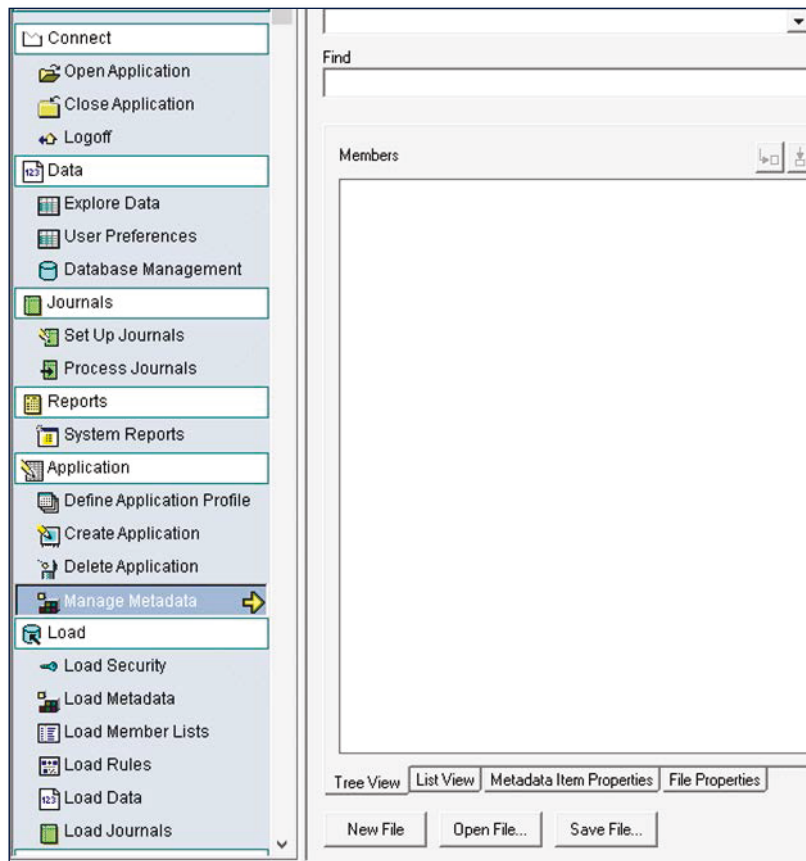 Connect
Open Application
Close Application
Logoff
Data
Explore Data
User Preferences
Database Management
Journals
Set Up Journals
Process Journals
Reports
System Reports
Application
Define Application Profile
Create Application
Delete Application
Manage Metadata
Load
Load Security
Load Metadata
Load Member Lists
Load Rules
Load Data
Load Journals
Find
Members
Tree View List View Metadata Item Properties File Properties
New File Open File... Save File...